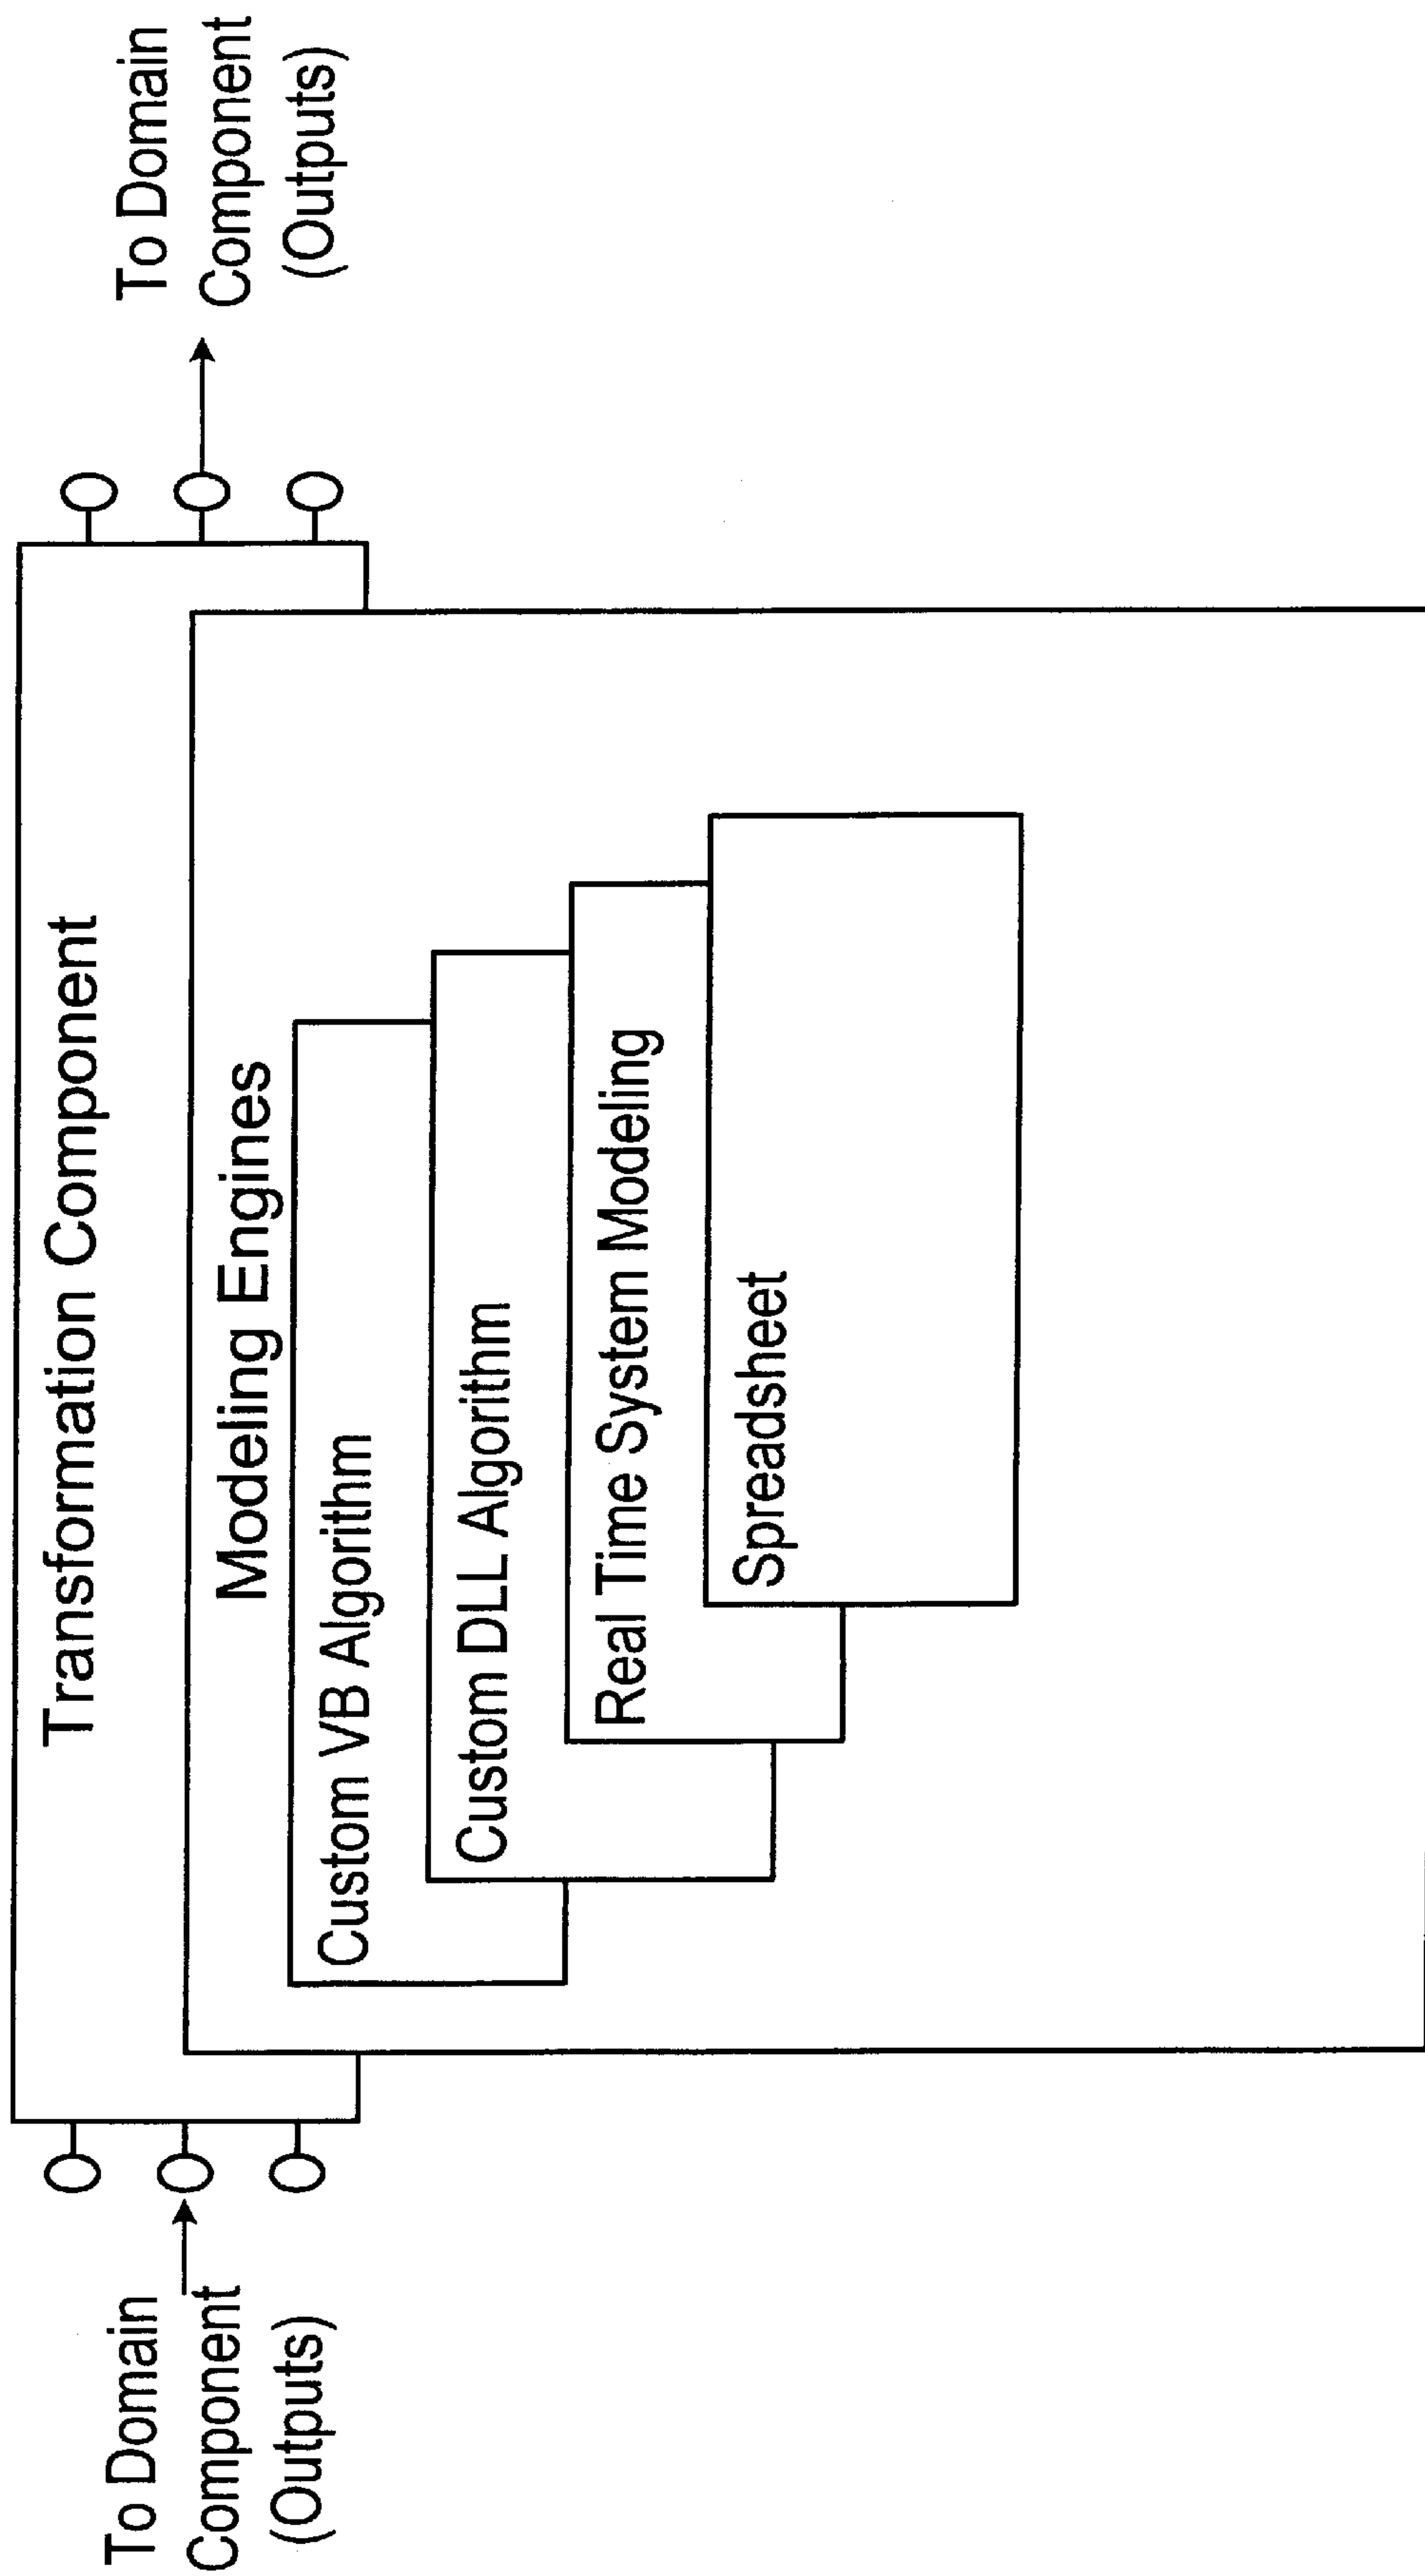 Transformation Component
Modeling Engines
Custom VB Algorithm
Custom DLL Algorithm
Real Time System Modeling
Spreadsheet
To Domain
Component
(Outputs)
To Domain
Component
(Outputs)